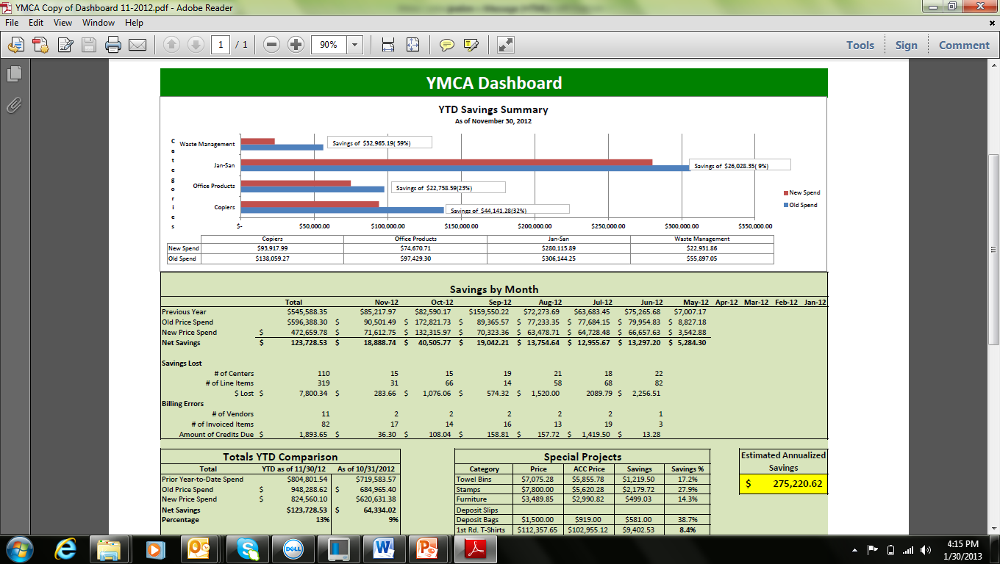 YMCA Copy of Dashboard 11-2012.pdf - Adobe Reader
File Edit View Window Help
1 / 1 90% Tools Sign Comment
YMCA Dashboard
YTD Savings Summary
As of November 30, 2012
Categories
Waste Management Savings of $32,965.19( 59%)
Jan-San Savings of $26,028.35( 9%)
Office Products Savings of $22,758.59(23%)
Copiers Savings of $44,141.28(32%)
New Spend
Old Spend
$- $50,000.00 $100,000.00 $150,000.00 $200,000.00 $250,000.00 $300,000.00 $350,000.00
Copiers Office Products Jan-San Waste Management
New Spend $93,917.99 $74,670.71 $280,115.89 $22,931.86
Old Spend $138,059.27 $97,429.30 $306,144.25 $55,897.05
Savings by Month
Total Nov-12 Oct-12 Sep-12 Aug-12 Jul-12 Jun-12 May-12 Apr-12 Mar-12 Feb-12 Jan-12
Previous Year $545,588.35 $85,217.97 $82,590.17 $159,550.22 $72,273.69 $63,683.45 $75,265.68 $7,007.17
Old Price Spend $596,388.30 $ 90,501.49 $ 172,821.73 $ 89,365.57 $ 77,233.35 $ 77,684.15 $ 79,954.83 $ 8,827.18
New Price Spend $ 472,659.78 $ 71,612.75 $ 132,315.97 $ 70,323.36 $ 63,478.71 $ 64,728.48 $ 66,657.63 $ 3,542.88
Net Savings $ 123,728.53 $ 18,888.74 $ 40,505.77 $ 19,042.21 $ 13,754.64 $ 12,955.67 $ 13,297.20 $ 5,284.30
Savings Lost
# of Centers 110 15 15 19 21 18 22
# of Line Items 319 31 66 14 58 68 82
$ Lost $ 7,800.34 $ 283.66 $ 1,076.06 $ 574.32 $ 1,520.00 2089.79 $ 2,256.51
Billing Errors
# of Vendors 11 2 2 2 2 2 1
# of Invoiced Items 82 17 14 16 13 19 3
Amount of Credits Due $ 1,893.65 $ 36.30 $ 108.04 $ 158.81 $ 157.72 $ 1,419.50 $ 13.28
Totals YTD Comparison
Total YTD as of 11/30/12 As of 10/31/2012
Prior Year-to-Date Spend $804,801.54 $719,583.57
Old Price Spend $ 948,288.62 $ 684,965.40
New Price Spend $ 824,560.10 $620,631.38
Net Savings $123,728.53 $ 64,334.02
Percentage 13% 9%
Special Projects
Category Price ACC Price Savings Savings %
Towel Bins $7,075.28 $5,855.78 $1,219.50 17.2%
Stamps $7,800.00 $5,620.28 $2,179.72 27.9%
Furniture $3,489.85 $2,990.82 $499.03 14.3%
Deposit Slips
Deposit Bags $1,500.00 $919.00 $581.00 38.7%
1st Rd. T-Shirts $112,357.65 $102,955.12 $9,402.53 8.4%
Estimated Annualized
Savings
$ 275,220.62
DELL
4:15 PM
1/30/2013